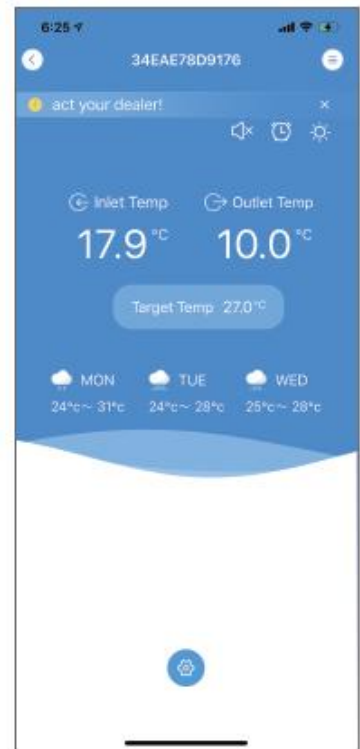 6:25
34EAE78D9176
act your dealer!
Inlet Temp Outlet Temp
17.9°C 10.0°C
Target Temp 27.0°C
MON TUE WED
24°c~ 31°c 24°c~ 28°c 25°c~ 28°c